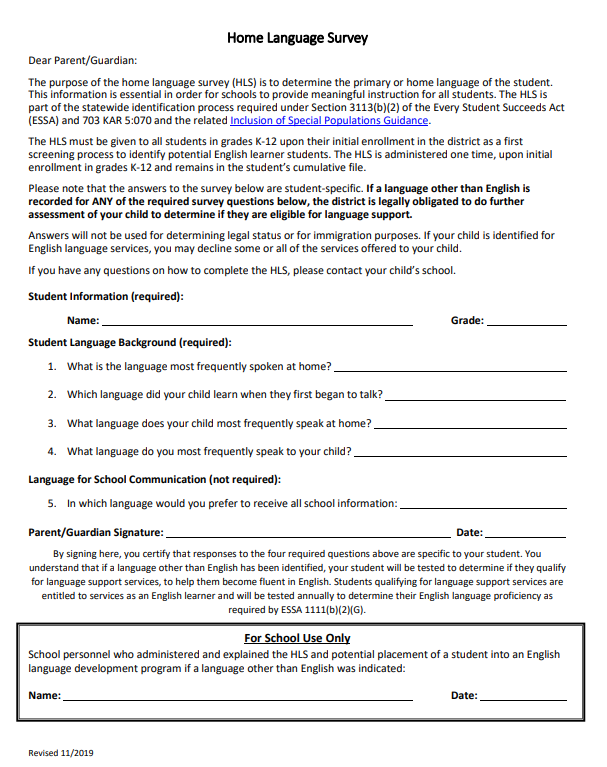 Home Language Survey
Dear Parent/Guardian:
The purpose of the home language survey (HLS) is to determine the primary or home language of the student.
This information is essential in order for schools to provide meaningful instruction for all students. The HLS is
part of the statewide identification process required under Section 3113(b)(2) of the Every Student Succeeds Act
(ESSA) and 703 KAR 5:070 and the related Inclusion of Special Populations Guidance.
The HLS must be given to all students in grades K-12 upon their initial enrollment in the district as a first
screening process to identify potential English learner students. The HLS is administered one time, upon initial
enrollment in grades K-12 and remains in the student's cumulative file.
Please note that the answers to the survey below are student-specific. If a language other than English is
recorded for ANY of the required survey questions below, the district is legally obligated to do further
assessment of your child to determine if they are eligible for language support.
Answers will not be used for determining legal status or for immigration purposes. If your child is identified for
English language services, you may decline some or all of the services offered to your child.
If you have any questions on how to complete the HLS, please contact your child's school.
Student Information (required):
Name: Grade:
Student Language Background (required):
1. What is the language most frequently spoken at home?
2. Which language did your child learn when they first began to talk?
3. What language does your child most frequently speak at home?
4. What language do you most frequently speak to your child?
Language for School Communication (not required):
5. In which language would you prefer to receive all school information:
Parent/Guardian Signature: Date:
By signing here, you certify that responses to the four required questions above are specific to your student. You
understand that if a language other than English has been identified, your student will be tested to determine if they qualify
for language support services, to help them become fluent in English. Students qualifying for language support services are
entitled to services as an English learner and will be tested annually to determine their English language proficiency as
required by ESSA 1111(b)(2)(G).
For School Use Only
School personnel who administered and explained the HLS and potential placement of a student into an English
language development program if a language other than English was indicated:
Name: Date:
Revised 11/2019